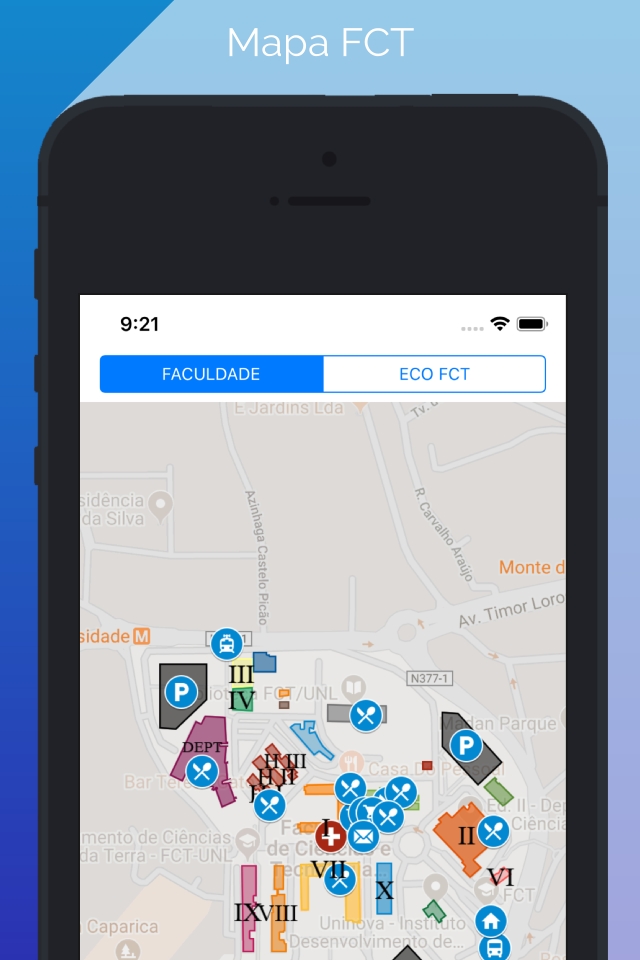 Mapa FCT
9:21
FACULDADE
ECO FCT
E Jardins Lda
Tv.
sidência
da Silva
Azinhaga Castelo Picão
R. Carvalho Araújo
Monte d
Av. Timor Loro
sidade M
III
FCT/UNL
N377-1
P
IV
Madan Parque
DEPT
P
H III
H II
Casa Do Pessoal
Bar Te
Ed. II - Dep
Ciência
I
II
mento de Ciências
da Terra - FCT-UNL
de Ciências e
VII
VI
X
FCT
IX
VIII
Caparica
Uninova - Instituto
Desenvolvimento de...